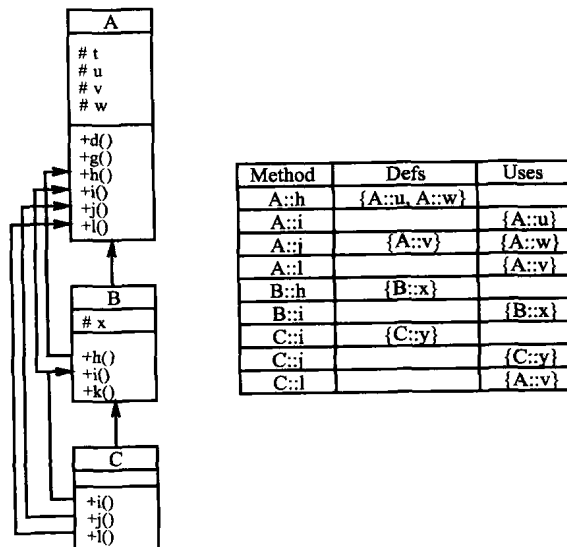 A
# t
# u
# v
# w
+d()
+g()
+h()
+i()
+j()
+l()
B
# x
+h()
+i()
+k()
C
+i()
+j()
+l()
Method Defs Uses
A::h {A::u, A::w}
A::i {A::u}
A::j {A::v} {A::w}
A::l {A::v}
B::h {B::x}
B::i {B::x}
C::i {C::y}
C::j {C::y}
C::l {A::v}